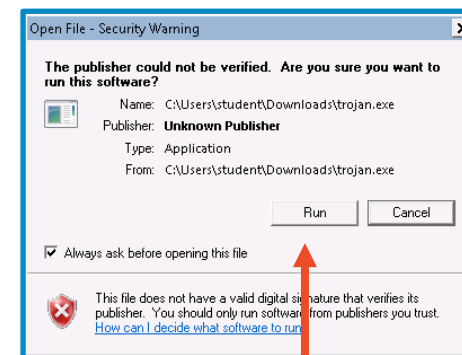 Open File - Security Warning
The publisher could not be verified. Are you sure you want to
run this software?
Name: C:\Users\student\Downloads\trojan.exe
Publisher: Unknown Publisher
Type: Application
From: C:\Users\student\Downloads\trojan.exe
Run Cancel
Always ask before opening this file
This file does not have a valid digital signature that verifies its
publisher. You should only run software from publishers you trust.
How can I decide what software to run